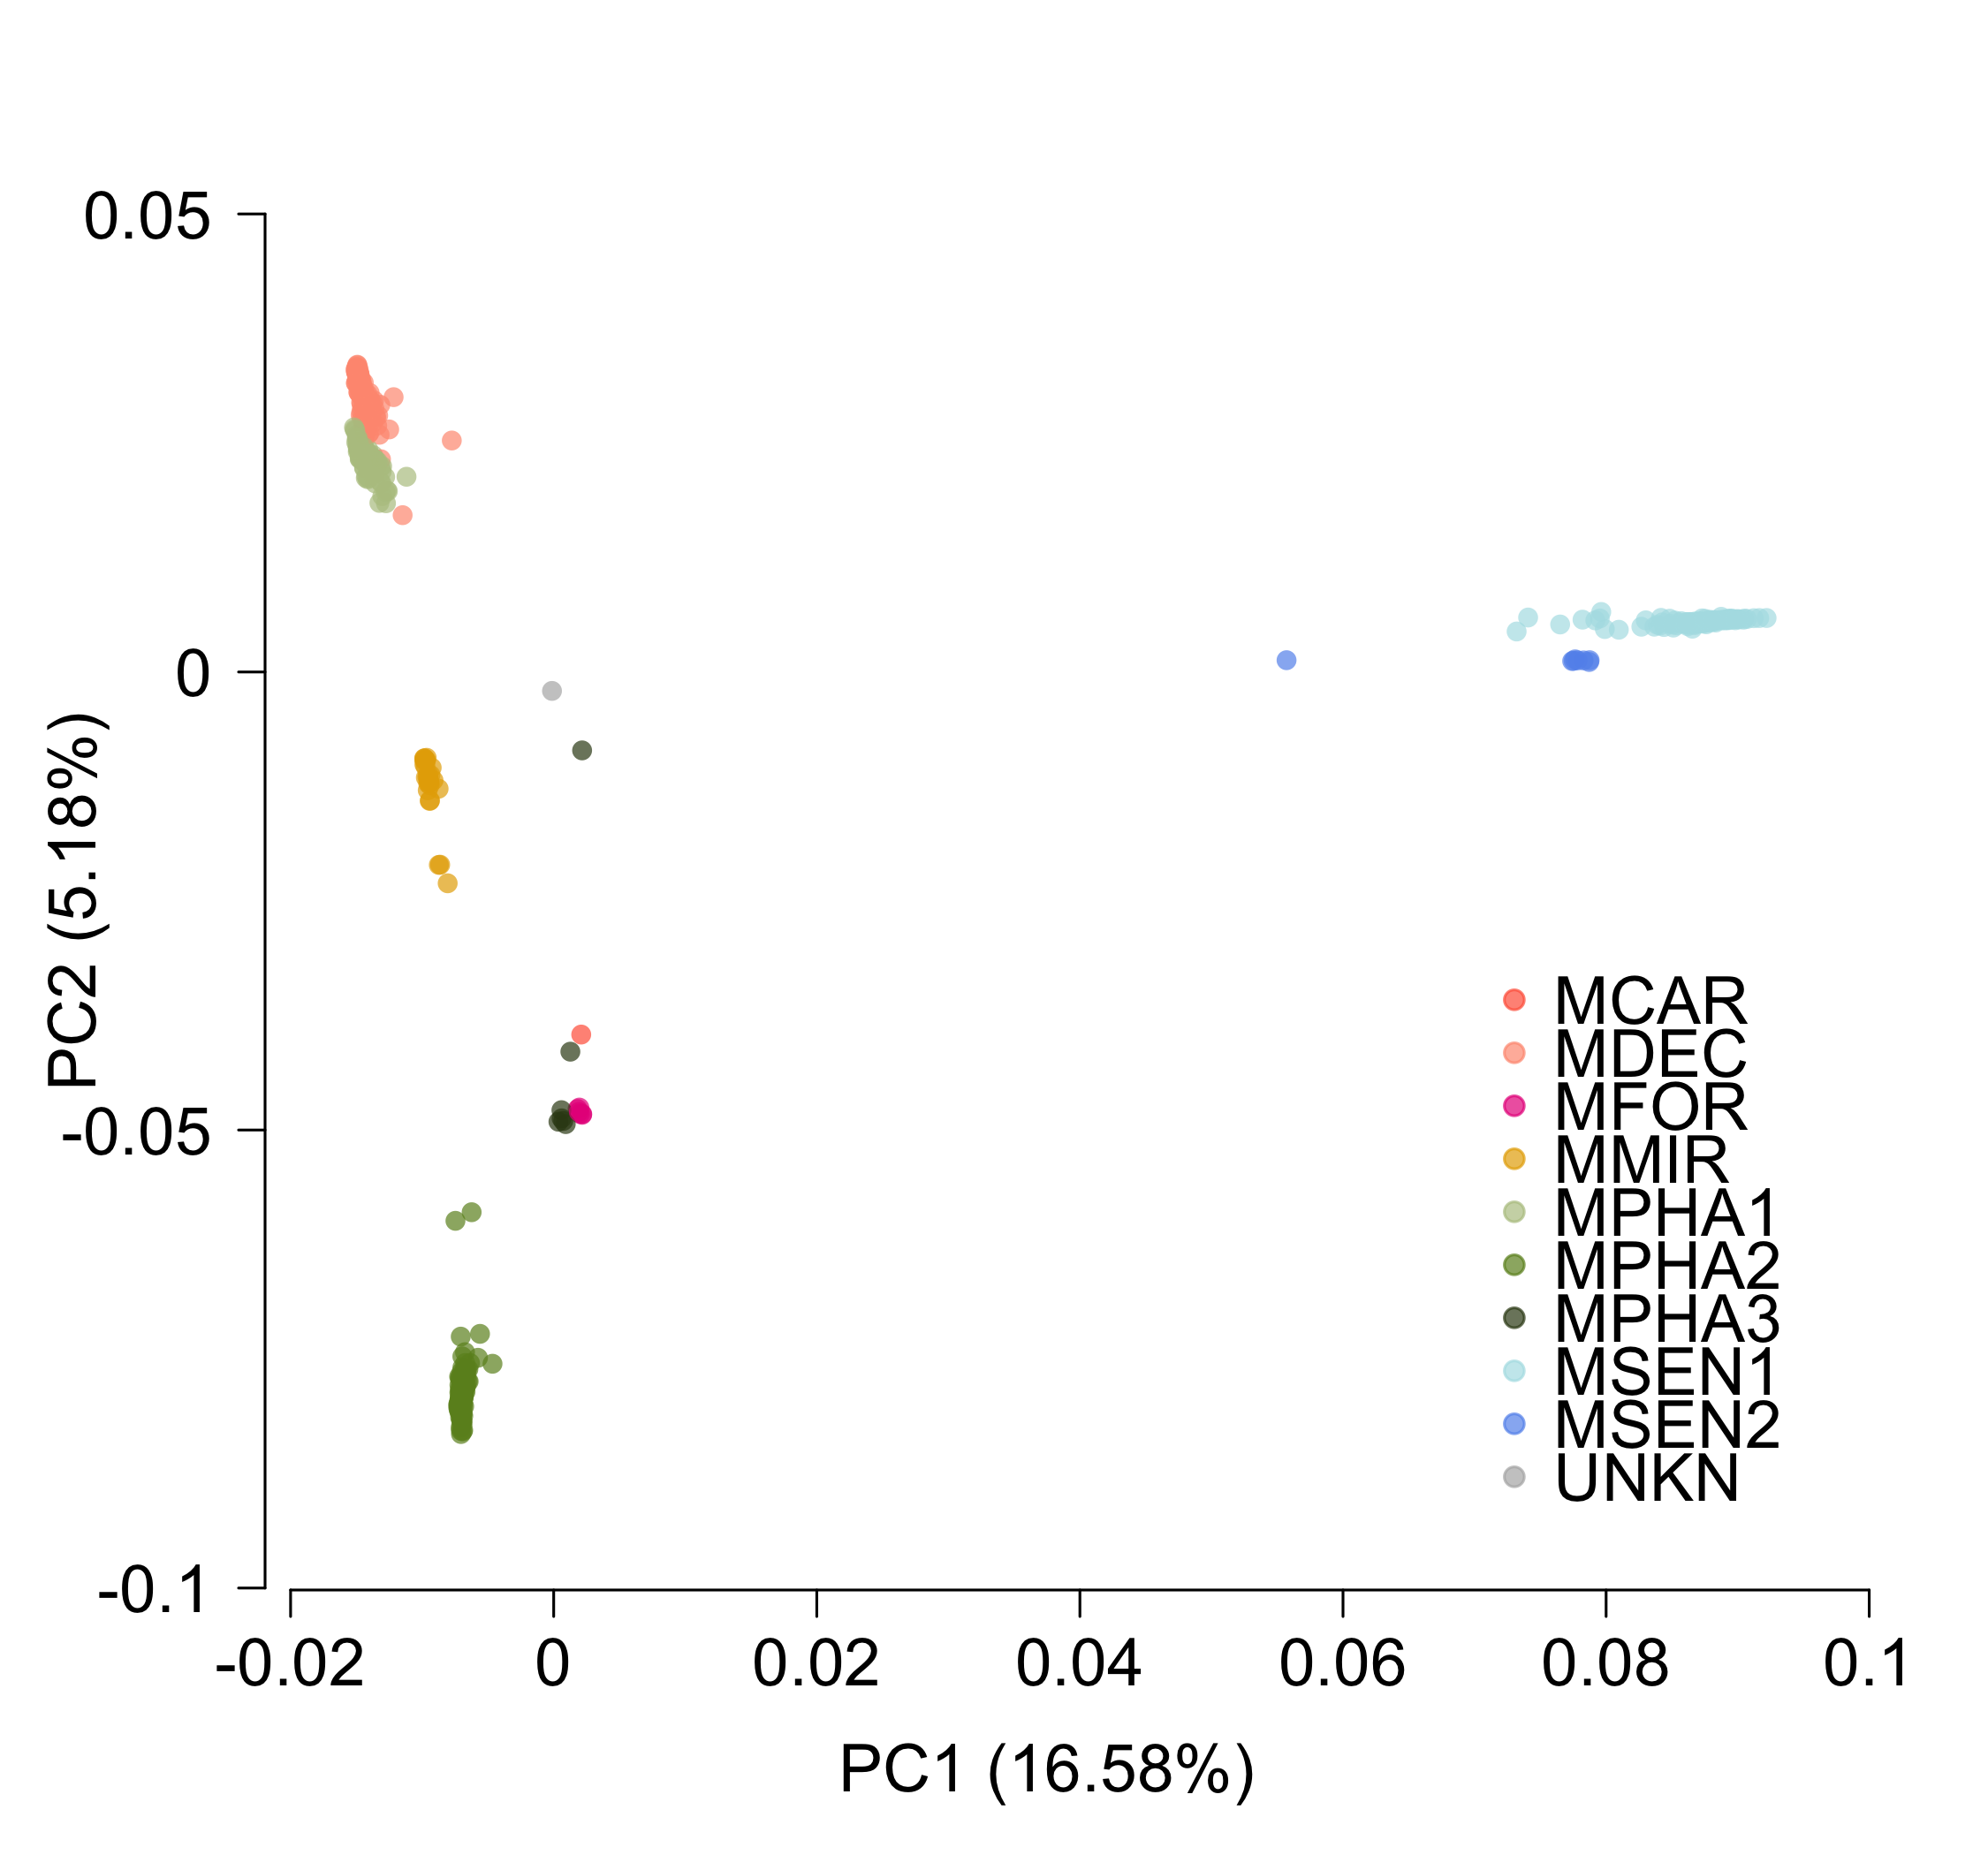 0.05
0
-0.05
-0.1
PC2 (5.18%)
MCAR
MDEC
MFOR
MMIR
MPHA1
MPHA2
MPHA3
MSEN1
MSEN2
UNKN
-0.02 0 0.02 0.04 0.06 0.08 0.1
PC1 (16.58%)